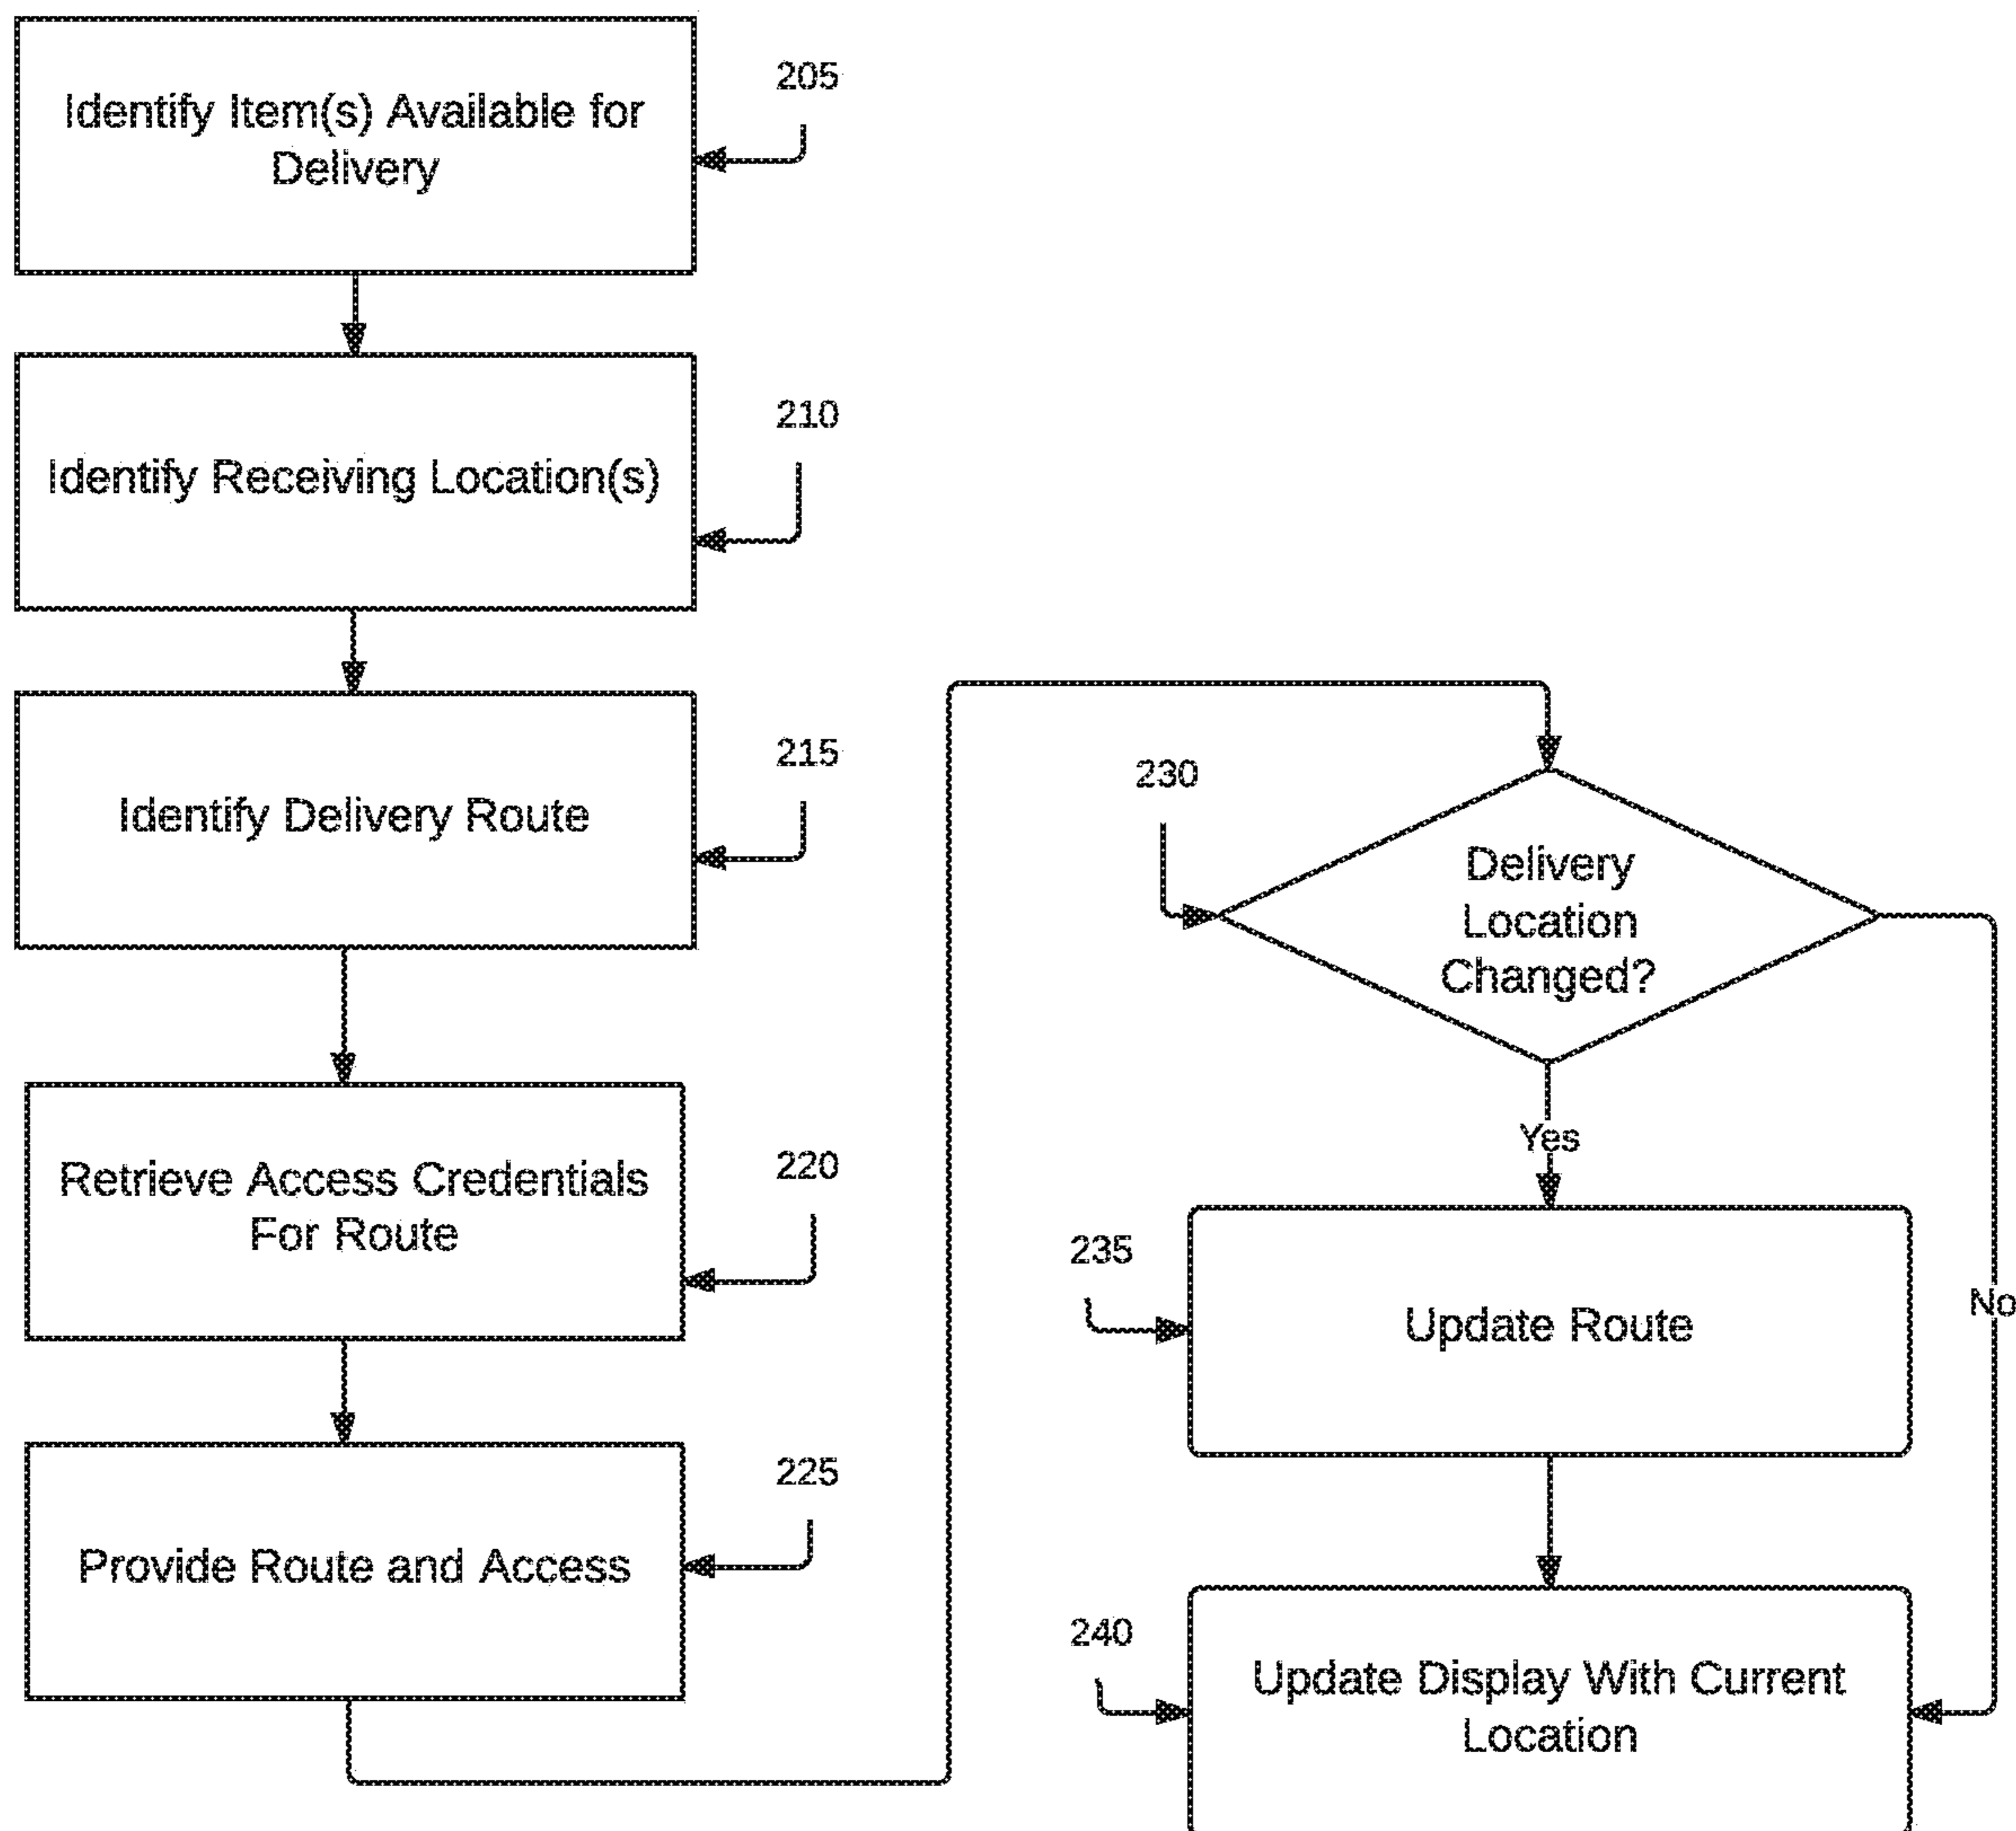 205
Identify Item(s) Available for
Delivery
210
Identify Receiving Location(s)
215
Identify Delivery Route
220
Retrieve Access Credentials
For Route
225
Provide Route and Access
230
Delivery
Location
Changed?
Yes
No
235
Update Route
240
Update Display With Current
Location